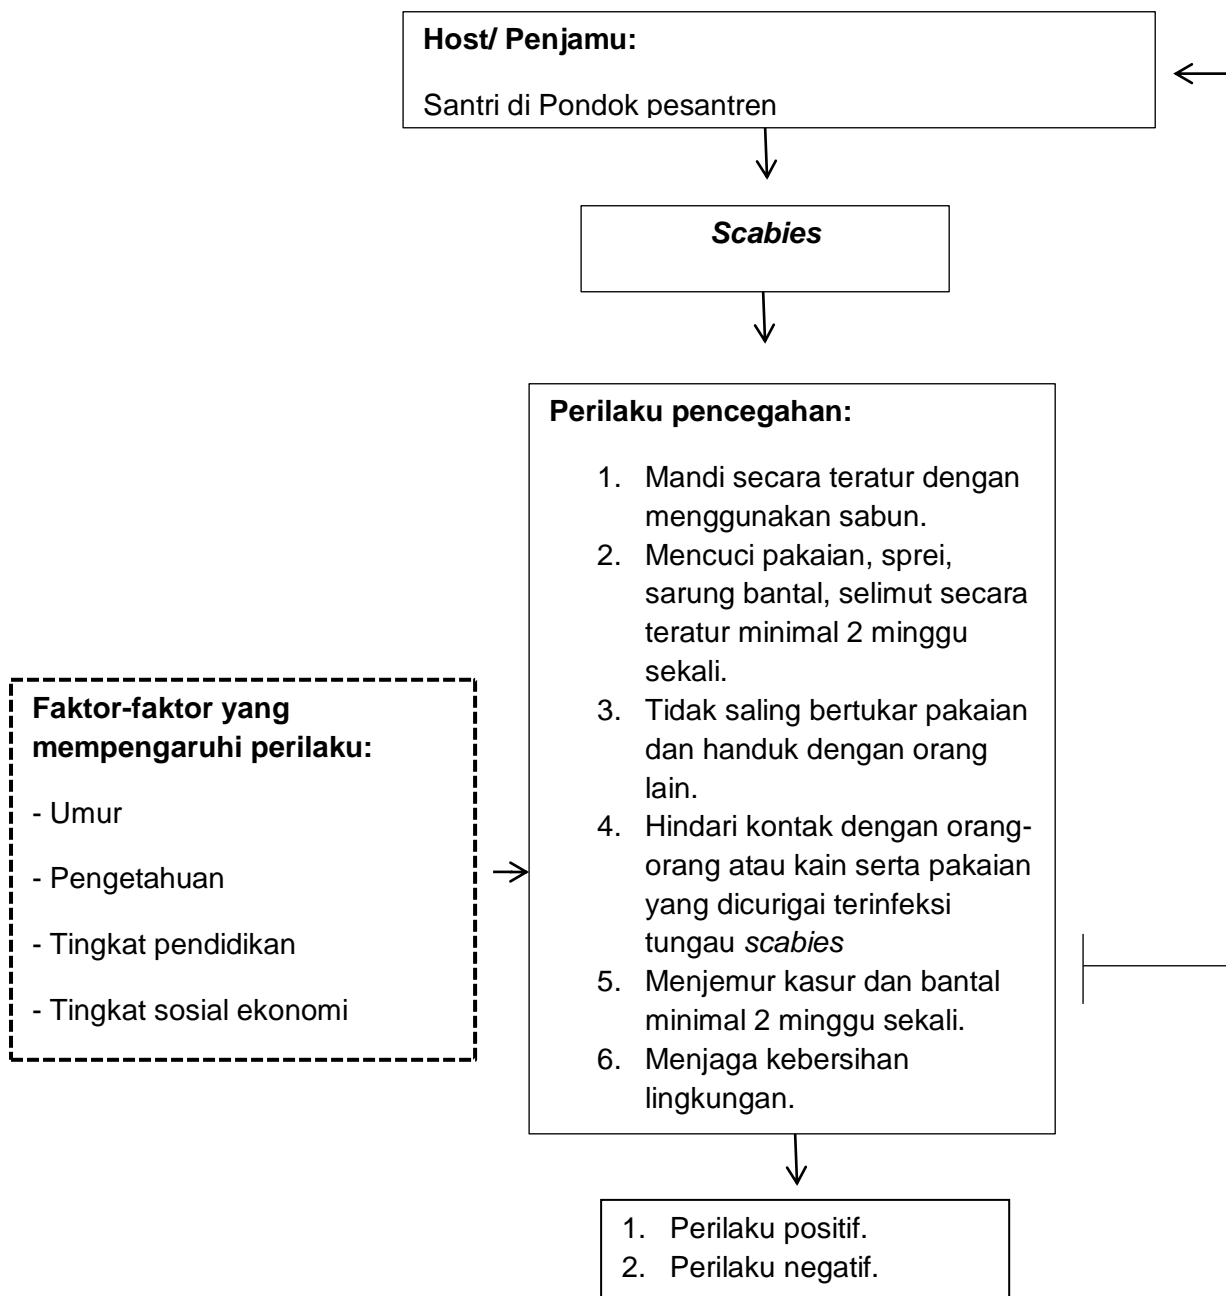 Host/ Penjamu:
Santri di Pondok pesantren
Scabies
Perilaku pencegahan:
1. Mandi secara teratur dengan
menggunakan sabun.
2. Mencuci pakaian, sprei,
sarung bantal, selimut secara
teratur minimal 2 minggu
sekali.
3. Tidak saling bertukar pakaian
dan handuk dengan orang
lain.
4. Hindari kontak dengan orang-
orang atau kain serta pakaian
yang dicurigai terinfeksi
tungau scabies
5. Menjemur kasur dan bantal
minimal 2 minggu sekali.
6. Menjaga kebersihan
lingkungan.
Faktor-faktor yang
mempengaruhi perilaku:
- Umur
- Pengetahuan
- Tingkat pendidikan
- Tingkat sosial ekonomi
1. Perilaku positif.
2. Perilaku negatif.